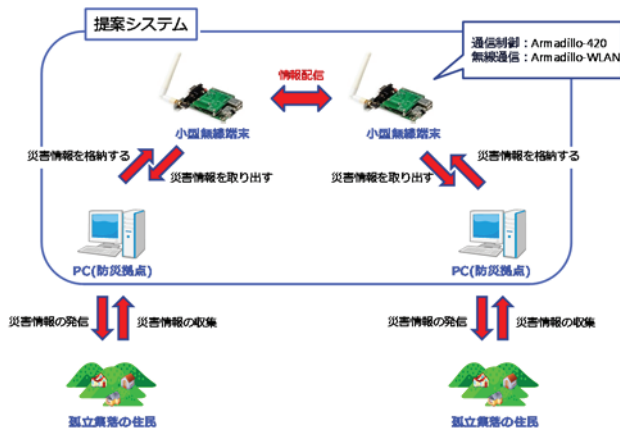 提案システム
通信制御：Armadillo-420
無線通信：Armadillo-WLAN
情報配信
小型無線端末
小型無線端末
災害情報を格納する
災害情報を格納する
災害情報を取り出す
災害情報を取り出す
PC(防災拠点)
PC(防災拠点)
災害情報の発信
災害情報の収集
災害情報の発信
災害情報の収集
孤立集落の住民
孤立集落の住民